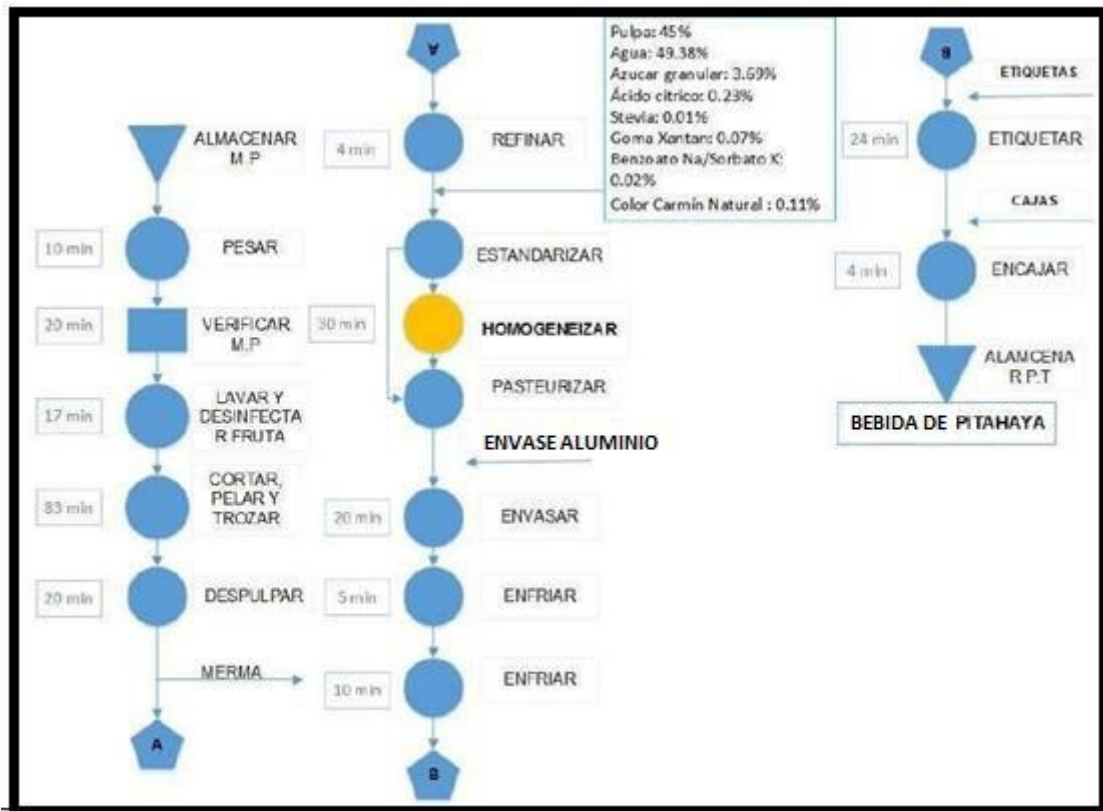 ALMACENAR
M.P
10 min
PESAR
20 min
VERIFICAR
M.P
17 min
LAVAR Y
DESINFECTA
R FRUTA
83 min
CORTAR,
PELAR Y
TROZAR
20 min
DESPULPAR
MERMA
A
A
4 min
REFINAR
Pulpa: 45%
Agua: 49.38%
Azucar granular: 3.69%
Ácido cítrico: 0.23%
Stevia: 0.01%
Goma Xantan: 0.07%
Benzoato Na/Sorbato K:
0.02%
Color Carmín Natural : 0.11%
ESTANDARIZAR
30 min
HOMOGENEIZAR
PASTEURIZAR
ENVASE ALUMINIO
20 min
ENVASAR
5 min
ENFRIAR
10 min
ENFRIAR
B
B
ETIQUETAS
24 min
ETIQUETAR
CAJAS
4 min
ENCAJAR
ALAMCENA
R P.T
BEBIDA DE PITAHAYA